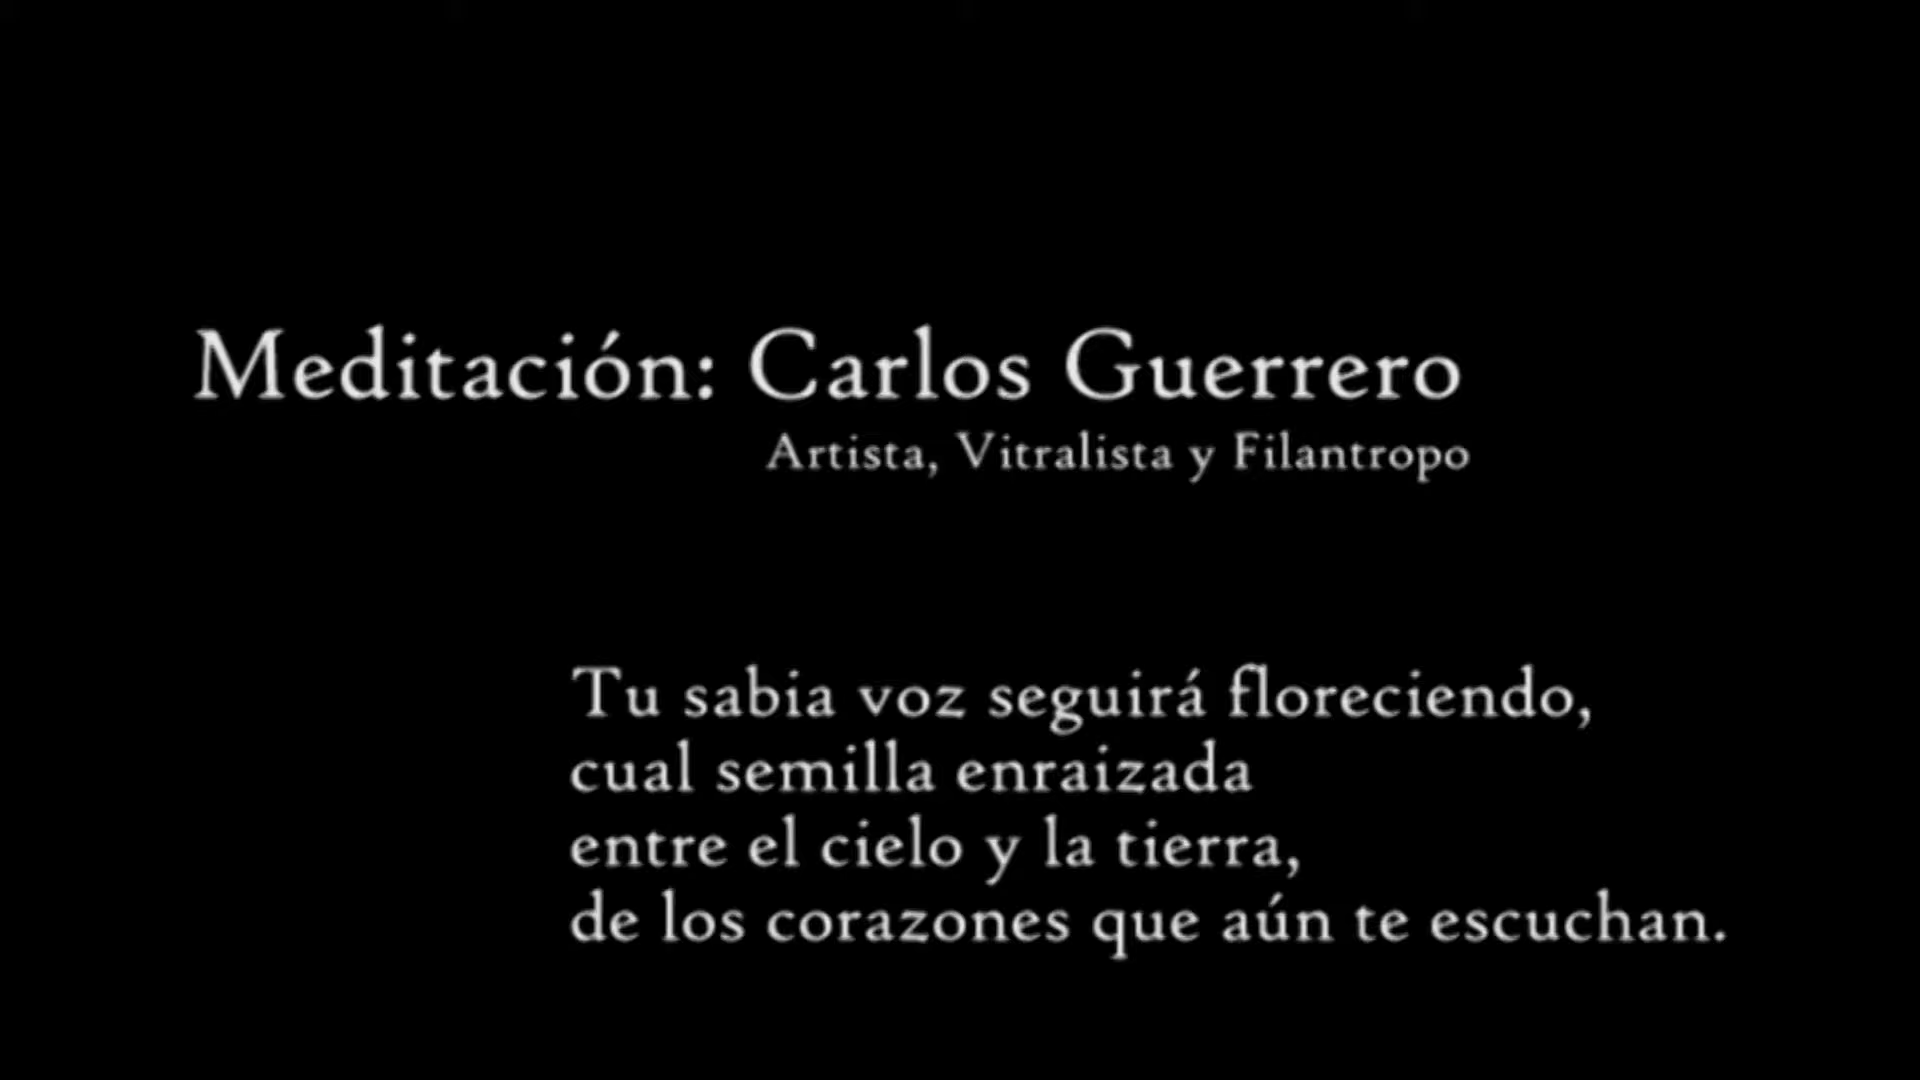 Meditación: Carlos Guerrero
Artista, Vitralista y Filantropo
Tu sabia voz seguirá floreciendo,
cual semilla enraizada
entre el cielo y la tierra,
de los corazones que aún te escuchan.